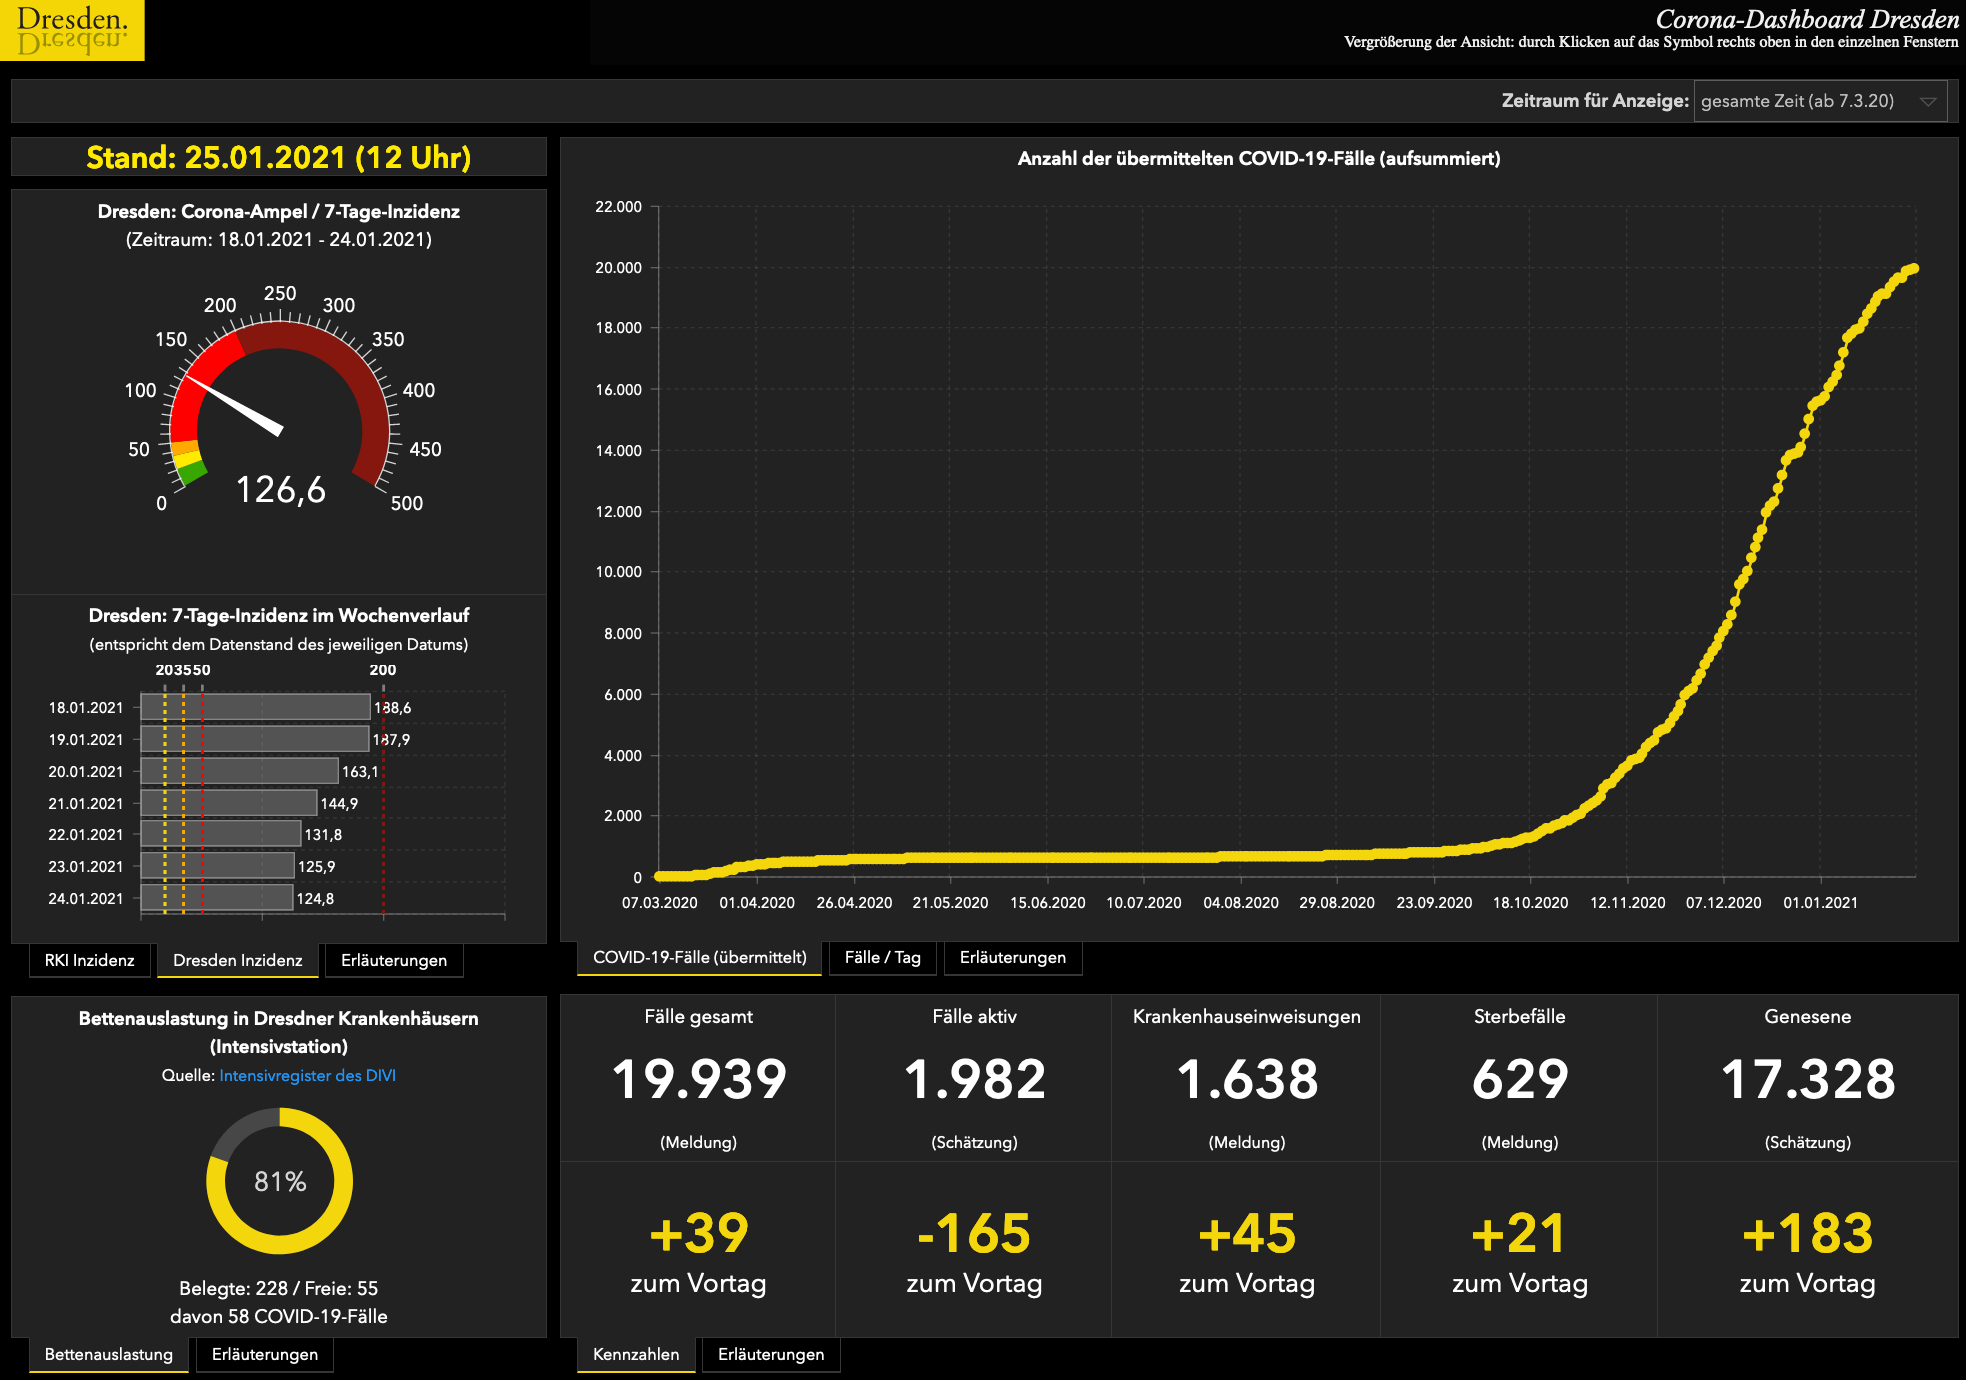 Dresden.
Dresden.
Corona-Dashboard Dresden
Vergrößerung der Ansicht: durch Klicken auf das Symbol rechts oben in den einzelnen Fenstern
Zeitraum für Anzeige: gesamte Zeit (ab 7.3.20)
Stand: 25.01.2021 (12 Uhr)
Dresden: Corona-Ampel / 7-Tage-Inzidenz
(Zeitraum: 18.01.2021 - 24.01.2021)
0
50
100
150
200
250
300
350
400
450
500
126,6
Dresden: 7-Tage-Inzidenz im Wochenverlauf
(entspricht dem Datenstand des jeweiligen Datums)
20 35 50 200
18.01.2021 188,6
19.01.2021 187,9
20.01.2021 163,1
21.01.2021 144,9
22.01.2021 131,8
23.01.2021 125,9
24.01.2021 124,8
RKI Inzidenz Dresden Inzidenz Erläuterungen
Anzahl der übermittelten COVID-19-Fälle (aufsummiert)
22.000
20.000
18.000
16.000
14.000
12.000
10.000
8.000
6.000
4.000
2.000
0
07.03.2020 01.04.2020 26.04.2020 21.05.2020 15.06.2020 10.07.2020 04.08.2020 29.08.2020 23.09.2020 18.10.2020 12.11.2020 07.12.2020 01.01.2021
COVID-19-Fälle (übermittelt) Fälle / Tag Erläuterungen
Bettenauslastung in Dresdner Krankenhäusern
(Intensivstation)
Quelle: Intensivregister des DIVI
81%
Belegte: 228 / Freie: 55
davon 58 COVID-19-Fälle
Bettenauslastung Erläuterungen
Fälle gesamt
19.939
(Meldung)
+39
zum Vortag
Fälle aktiv
1.982
(Schätzung)
-165
zum Vortag
Krankenhauseinweisungen
1.638
(Meldung)
+45
zum Vortag
Sterbefälle
629
(Meldung)
+21
zum Vortag
Genesene
17.328
(Schätzung)
+183
zum Vortag
Kennzahlen Erläuterungen